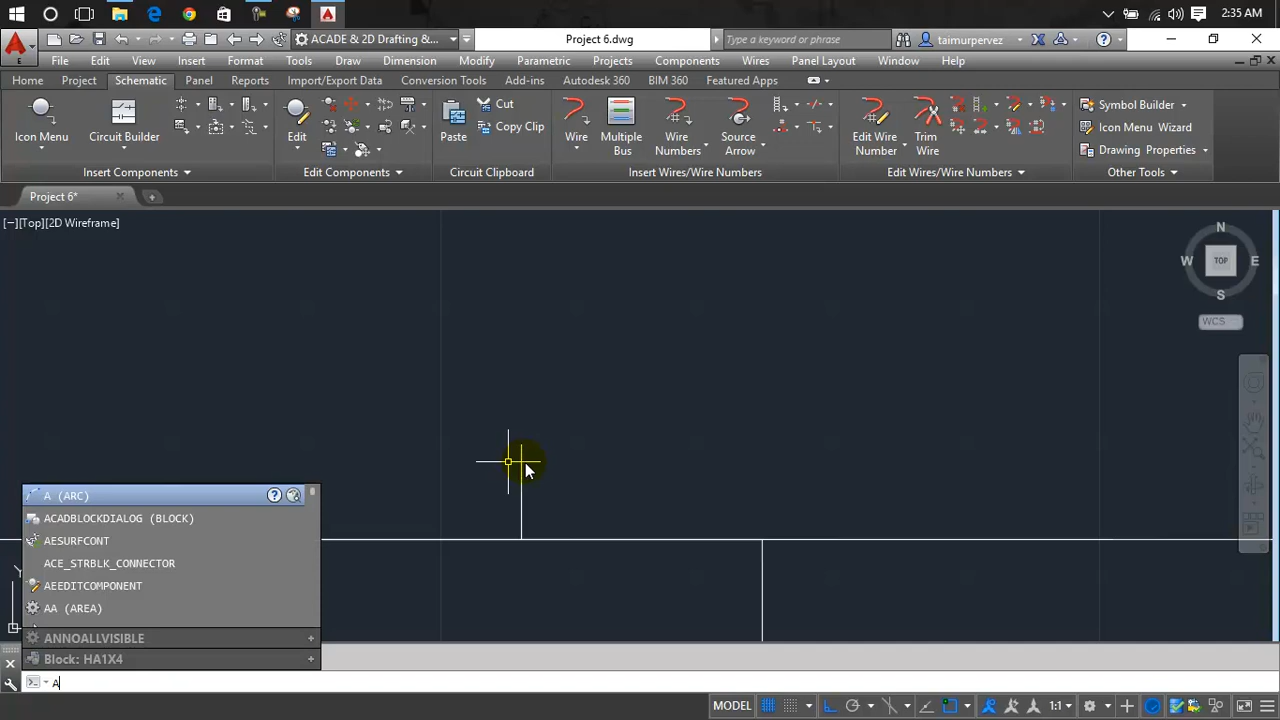 2:35 AM
ACADE & 2D Drafting &... Project 6.dwg Type a keyword or phrase taimurpervez
E File Edit View Insert Format Tools Draw Dimension Modify Parametric Projects Components Wires Panel Layout Window Help
Home Project Schematic Panel Reports Import/Export Data Conversion Tools Add-ins Autodesk 360 BIM 360 Featured Apps
Icon Menu Circuit Builder Edit Paste Cut Copy Clip Wire Multiple Bus Wire Numbers Source Arrow Edit Wire Number Trim Wire Symbol Builder
Icon Menu Wizard
Drawing Properties
Insert Components Edit Components Circuit Clipboard Insert Wires/Wire Numbers Edit Wires/Wire Numbers Other Tools
Project 6*
[−][Top][2D Wireframe]
N
W TOP E
S
WCS
A (ARC)
ACADBLOCKDIALOG (BLOCK)
AESURFCONT
ACE_STRBLK_CONNECTOR
AEEDITCOMPONENT
AA (AREA)
ANNOALLVISIBLE +
Block: HA1X4 +
Y
A
MODEL 1:1